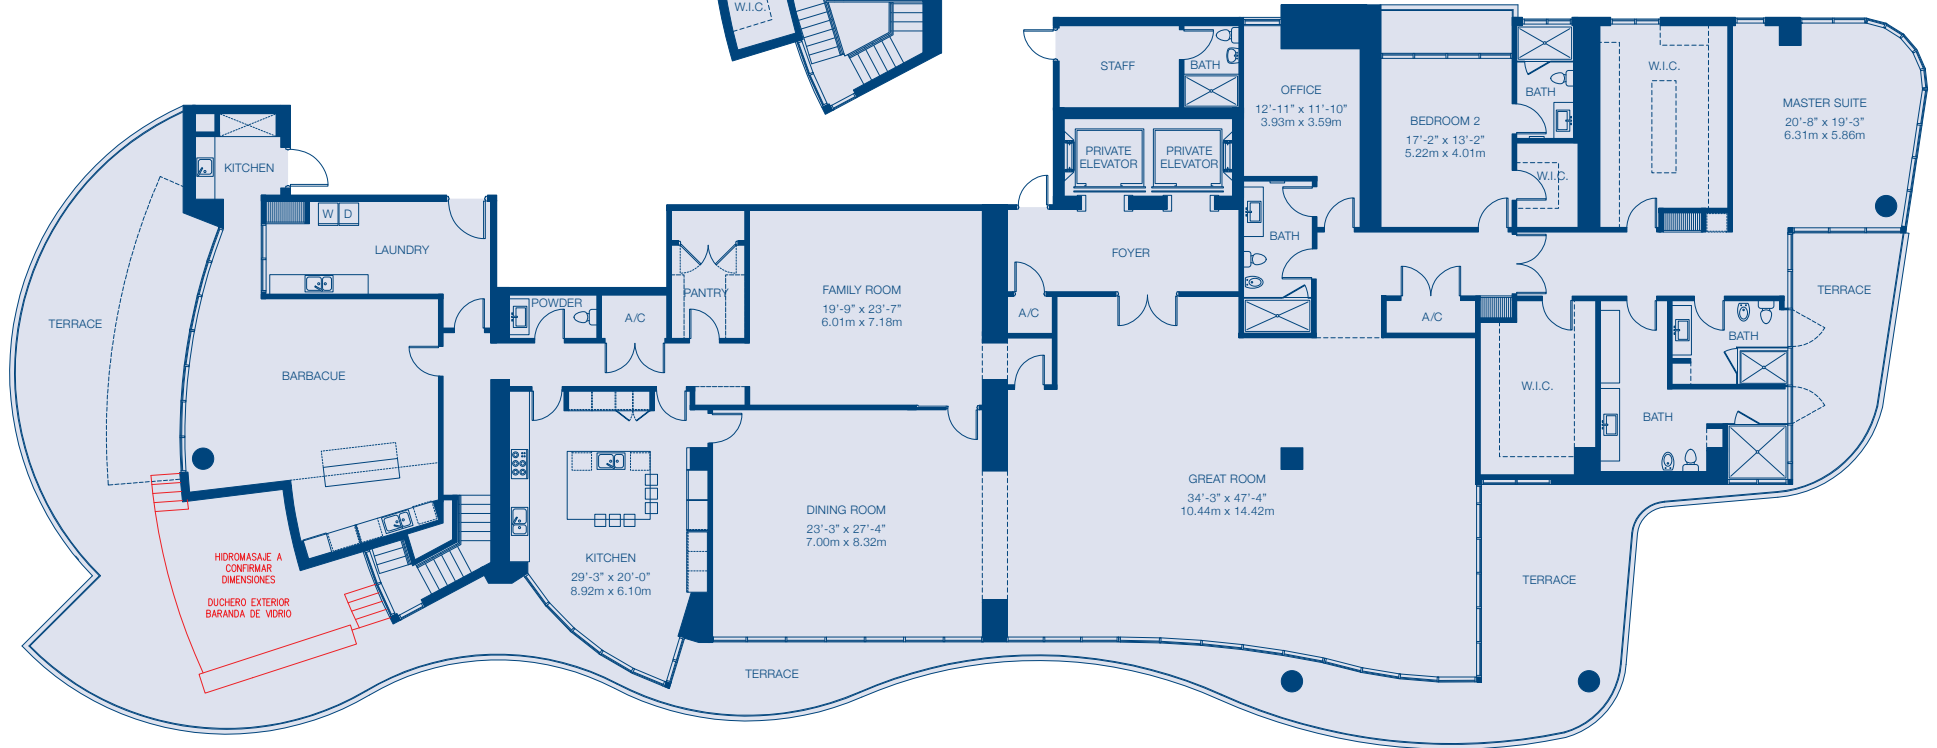 W.I.C.
STAFF
BATH
OFFICE
12'-11” x 11'-10”
3.93m x 3.59m
BEDROOM 2
17'-2” x 13'-2”
5.22m x 4.01m
BATH
W.I.C.
W.I.C.
MASTER SUITE
20'-8” x 19'-3”
6.31m x 5.86m
PRIVATE
ELEVATOR
PRIVATE
ELEVATOR
KITCHEN
W D
LAUNDRY
FOYER
BATH
TERRACE
POWDER
A/C
PANTRY
FAMILY ROOM
19'-9” x 23'-7”
6.01m x 7.18m
A/C
A/C
TERRACE
BATH
BARBACUE
W.I.C.
BATH
GREAT ROOM
34'-3” x 47'-4”
10.44m x 14.42m
DINING ROOM
23'-3” x 27'-4”
7.00m x 8.32m
KITCHEN
29'-3” x 20'-0”
8.92m x 6.10m
HIDROMASAJE A
CONFIRMAR
DIMENSIONES
DUCHERO EXTERIOR
BARANDA DE VIDRIO
TERRACE
TERRACE